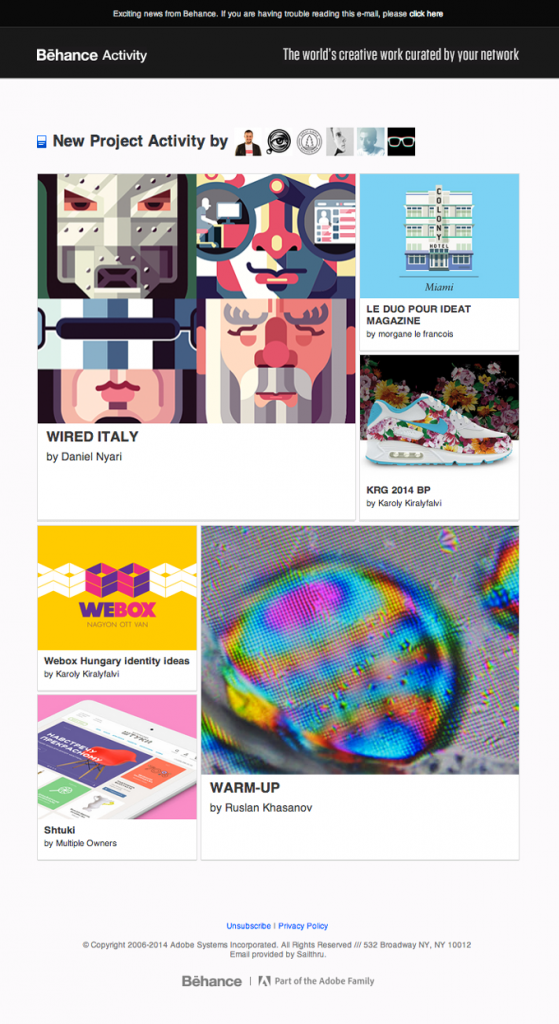 Exciting news from Behance. If you are having trouble reading this e-mail, please click here
Bēhance Activity
The world's creative work curated by your network
New Project Activity by
COLONY
HOTEL
Miami
WIRED ITALY
by Daniel Nyari
LE DUO POUR IDEAT
MAGAZINE
by morgane le francois
KRG 2014 BP
by Karoly Kiralyfalvi
WEBOX
NAGYON OTT VAN
Webox Hungary identity ideas
by Karoly Kiralyfalvi
ШТУКИ
НАВСТРЕЧУ
ПРЕКРАСНОМУ
Shtuki
by Multiple Owners
WARM-UP
by Ruslan Khasanov
Unsubscribe | Privacy Policy
© Copyright 2006-2014 Adobe Systems Incorporated. All Rights Reserved /// 532 Broadway NY, NY 10012
Email provided by Sailthru.
Bēhance | Part of the Adobe Family